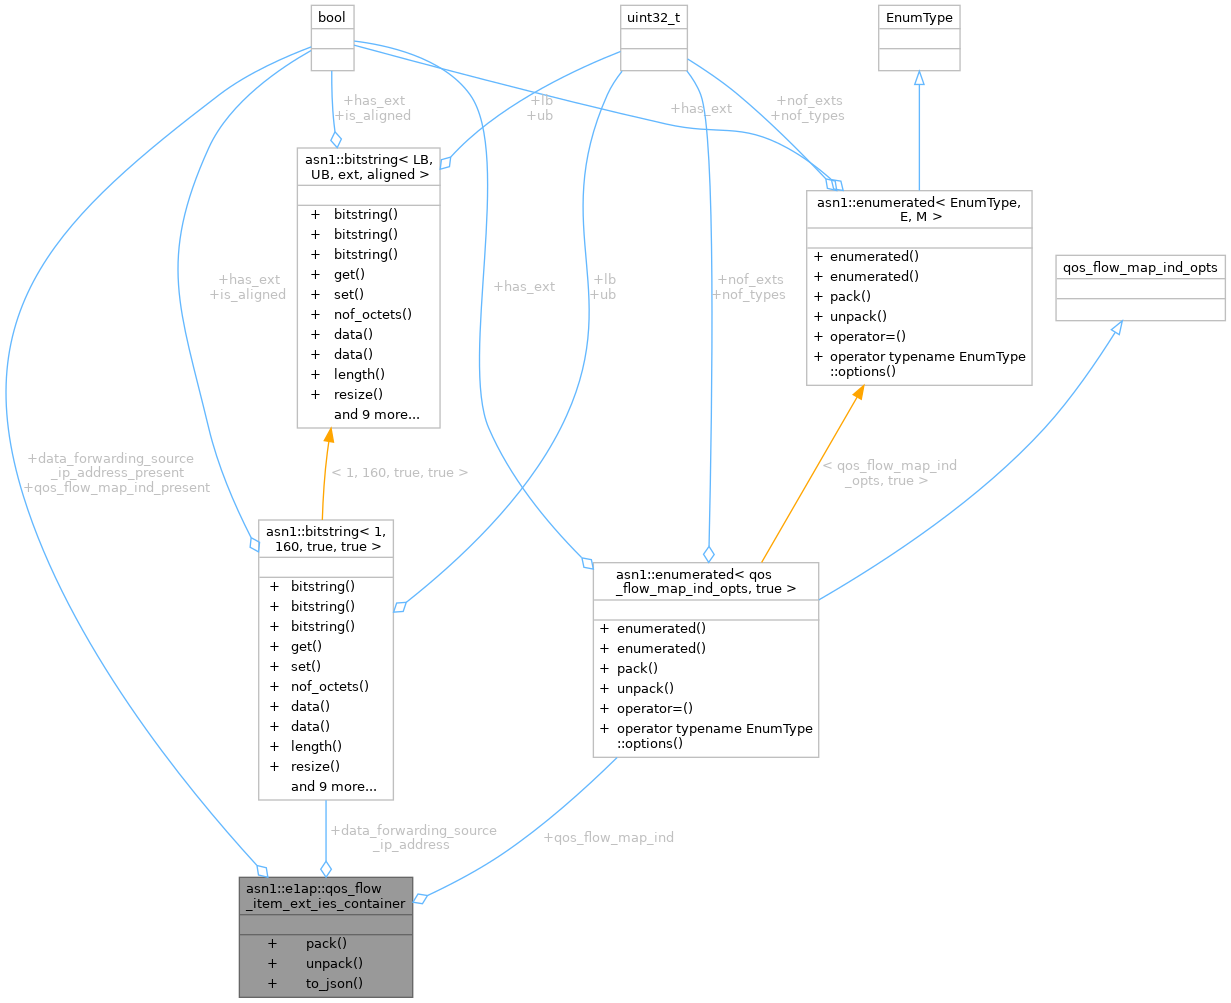 bool
uint32_t
EnumType
+has_ext
+is_aligned
+lb
+ub
+has_ext
+nof_exts
+nof_types
asn1::bitstring< LB,
UB, ext, aligned >
+ bitstring()
+ bitstring()
+ bitstring()
+ get()
+ set()
+ nof_octets()
+ data()
+ data()
+ length()
+ resize()
and 9 more...
asn1::enumerated< EnumType,
E, M >
+ enumerated()
+ enumerated()
+ pack()
+ unpack()
+ operator=()
+ operator typename EnumType
::options()
qos_flow_map_ind_opts
+has_ext
+is_aligned
+has_ext
+lb
+ub
+nof_exts
+nof_types
+data_forwarding_source
_ip_address_present
+qos_flow_map_ind_present
< 1, 160, true, true >
< qos_flow_map_ind
_opts, true >
asn1::bitstring< 1,
160, true, true >
+ bitstring()
+ bitstring()
+ bitstring()
+ get()
+ set()
+ nof_octets()
+ data()
+ data()
+ length()
+ resize()
and 9 more...
asn1::enumerated< qos
_flow_map_ind_opts, true >
+ enumerated()
+ enumerated()
+ pack()
+ unpack()
+ operator=()
+ operator typename EnumType
::options()
+data_forwarding_source
_ip_address
+qos_flow_map_ind
asn1::e1ap::qos_flow
_item_ext_ies_container
+ pack()
+ unpack()
+ to_json()